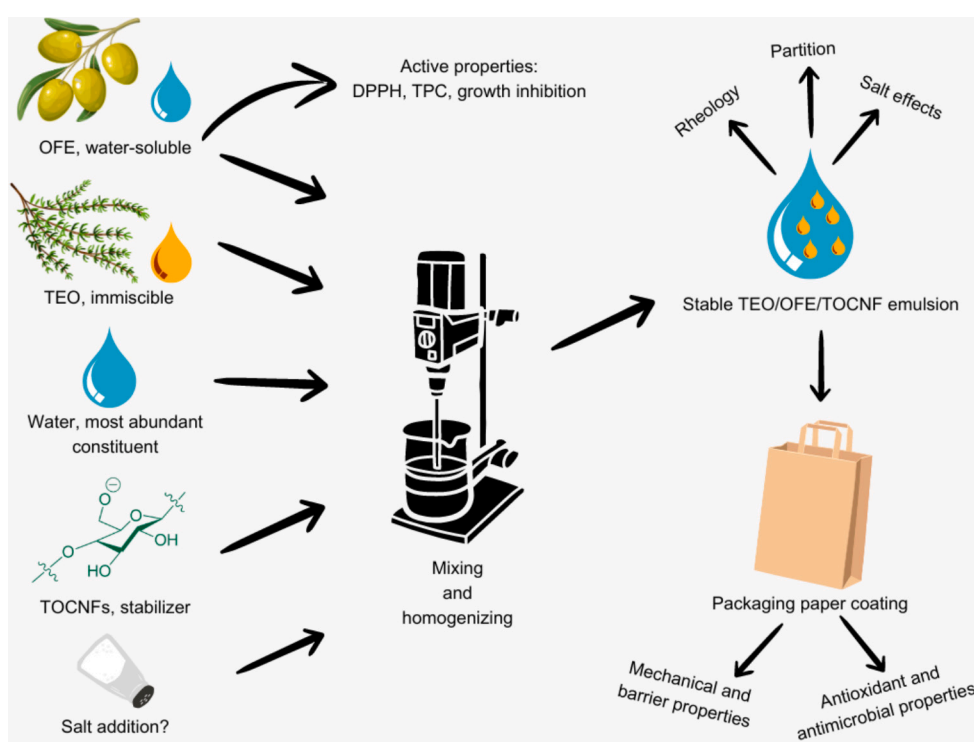 OFE, water-soluble
Active properties:
DPPH, TPC, growth inhibition
TEO, immiscible
Water, most abundant
constituent
O
O
OH
O
HO
TOCNFs, stabilizer
Salt addition?
Mixing
and
homogenizing
Rheology
Partition
Salt effects
Stable TEO/OFE/TOCNF emulsion
Packaging paper coating
Mechanical and
barrier properties
Antioxidant and
antimicrobial properties